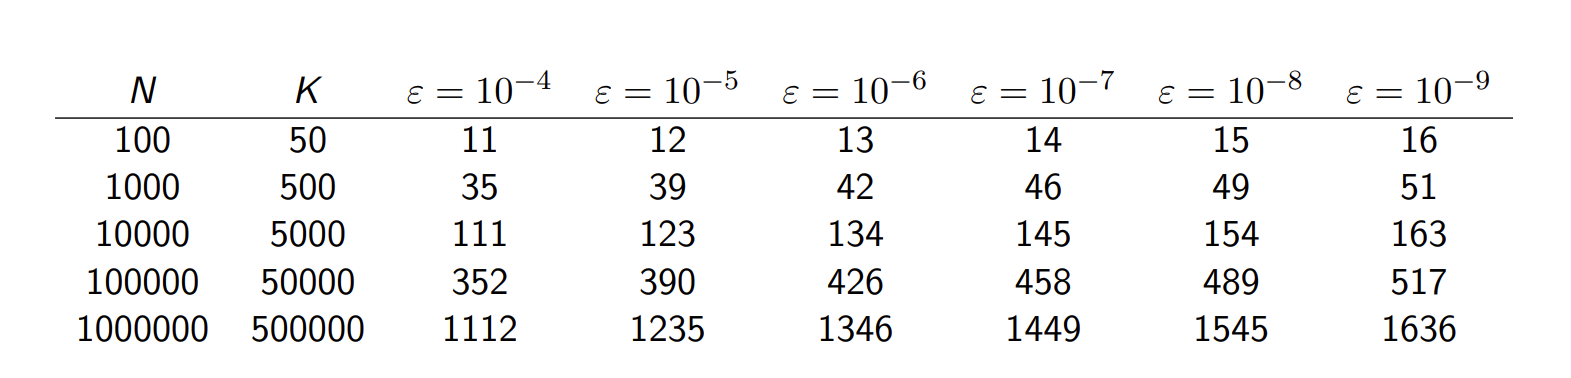 N K ε = 10⁻⁴ ε = 10⁻⁵ ε = 10⁻⁶ ε = 10⁻⁷ ε = 10⁻⁸ ε = 10⁻⁹
100 50 11 12 13 14 15 16
1000 500 35 39 42 46 49 51
10000 5000 111 123 134 145 154 163
100000 50000 352 390 426 458 489 517
1000000 500000 1112 1235 1346 1449 1545 1636